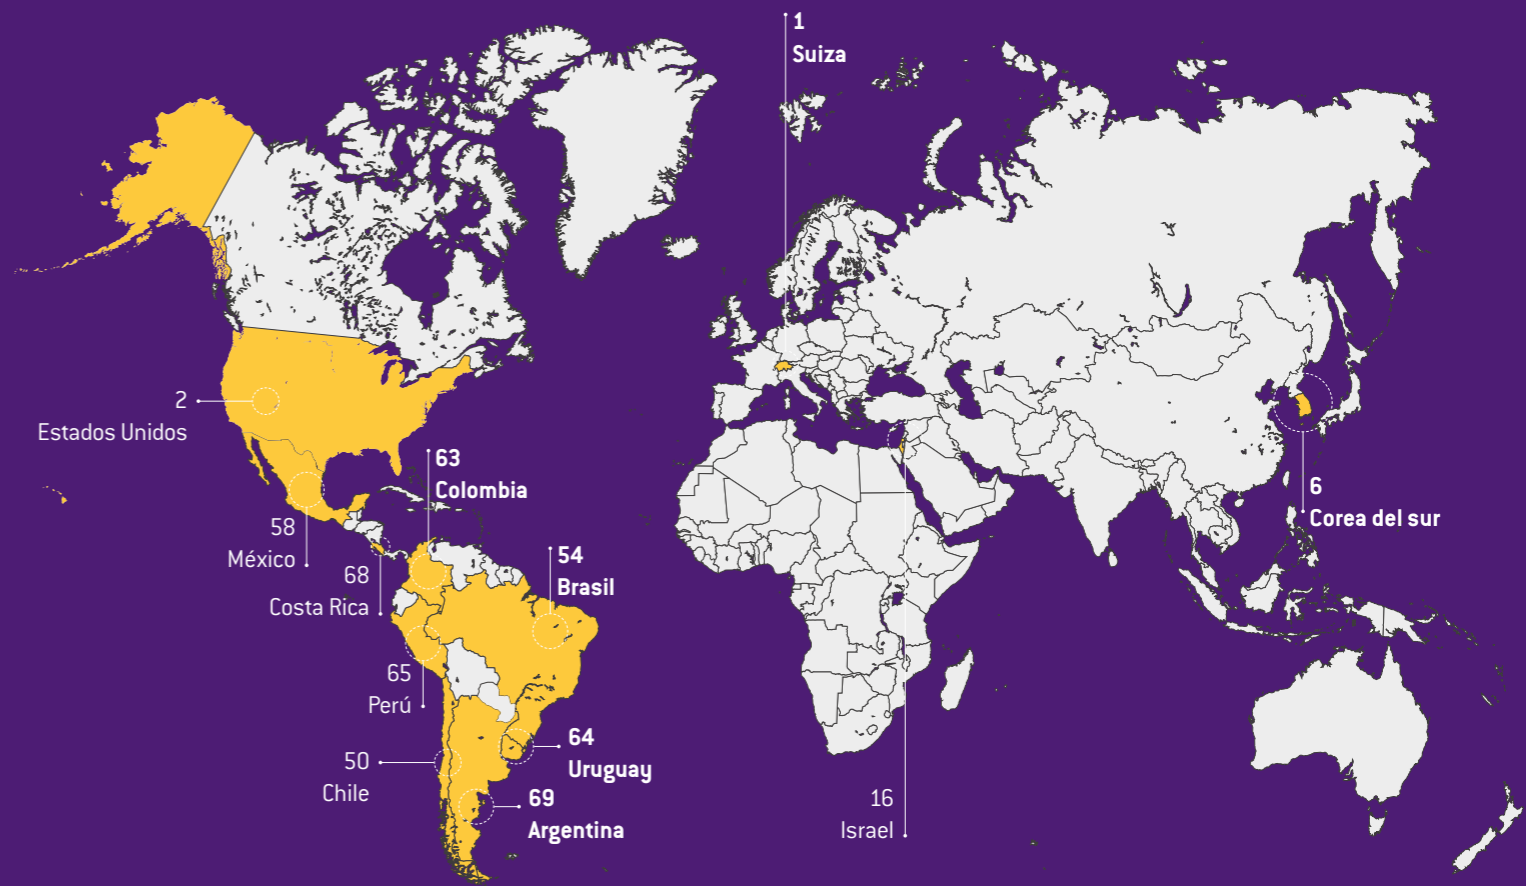 1
Suiza
2
Estados Unidos
63
Colombia
6
Corea del sur
58
México
54
Brasil
68
Costa Rica
65
Perú
64
Uruguay
50
Chile
69
Argentina
16
Israel